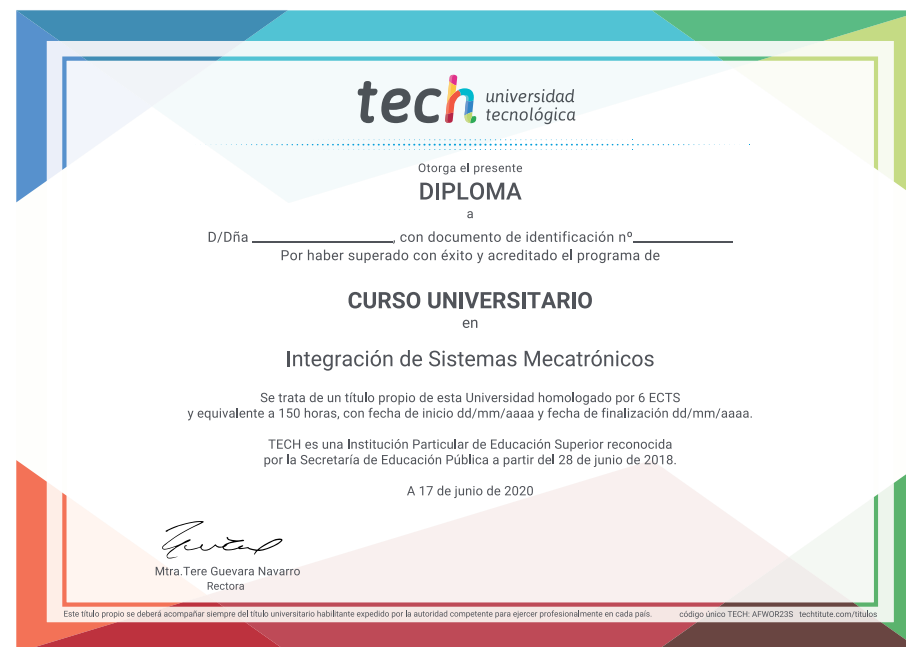 tech universidad
tecnológica
Otorga el presente
DIPLOMA
a
D/Dña ____________________, con documento de identificación nº______________
Por haber superado con éxito y acreditado el programa de
CURSO UNIVERSITARIO
en
Integración de Sistemas Mecatrónicos
Se trata de un título propio de esta Universidad homologado por 6 ECTS
y equivalente a 150 horas, con fecha de inicio dd/mm/aaaa y fecha de finalización dd/mm/aaaa.
TECH es una Institución Particular de Educación Superior reconocida
por la Secretaría de Educación Pública a partir del 28 de junio de 2018.
A 17 de junio de 2020
Mtra.Tere Guevara Navarro
Rectora
Este título propio se deberá acompañar siempre del título universitario habilitante expedido por la autoridad competente para ejercer profesionalmente en cada país. código único TECH: AFWOR23S techtitute.com/títulos